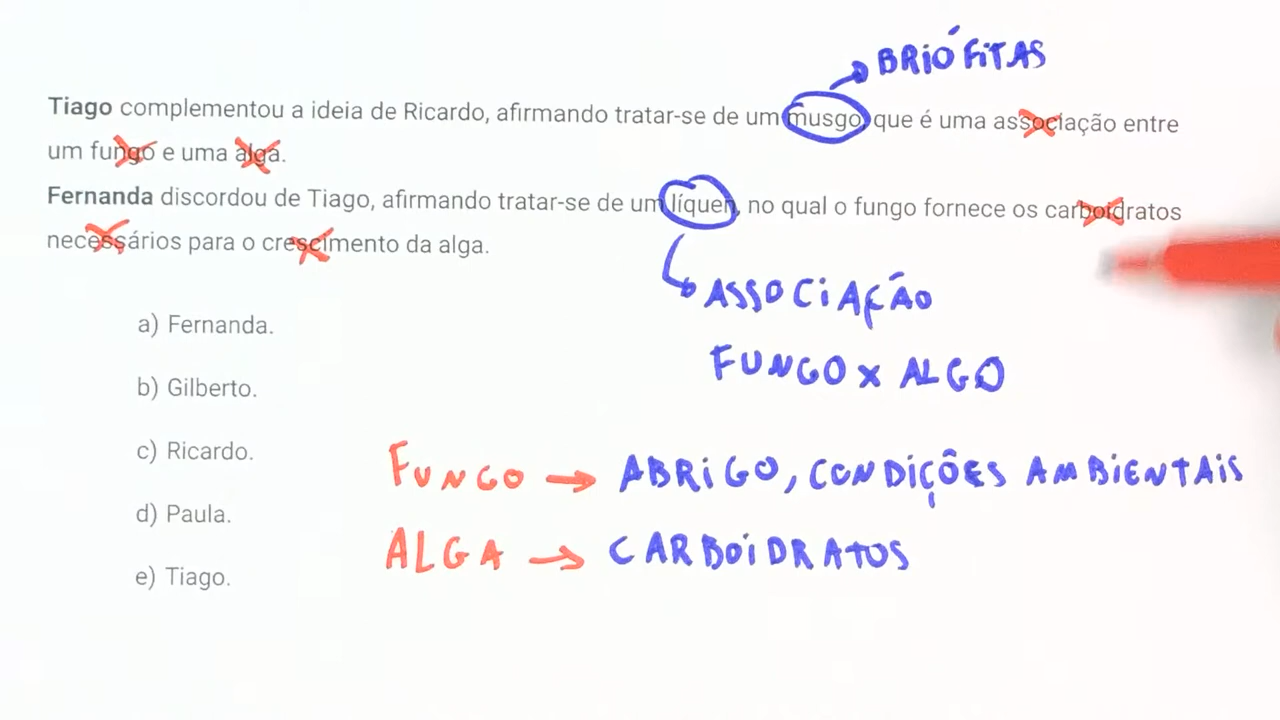 BRIÓFITAS
Tiago complementou a ideia de Ricardo, afirmando tratar-se de um musgo, que é uma associação entre
um fungo e uma alga.
Fernanda discordou de Tiago, afirmando tratar-se de um líquen, no qual o fungo fornece os carboidratos
necessários para o crescimento da alga.
ASSOCIAÇÃO
FUNGO x ALGO
a) Fernanda.
b) Gilberto.
c) Ricardo.
d) Paula.
e) Tiago.
FUNGO → ABRIGO, CONDIÇÕES AMBIENTAIS
ALGA → CARBOIDRATOS